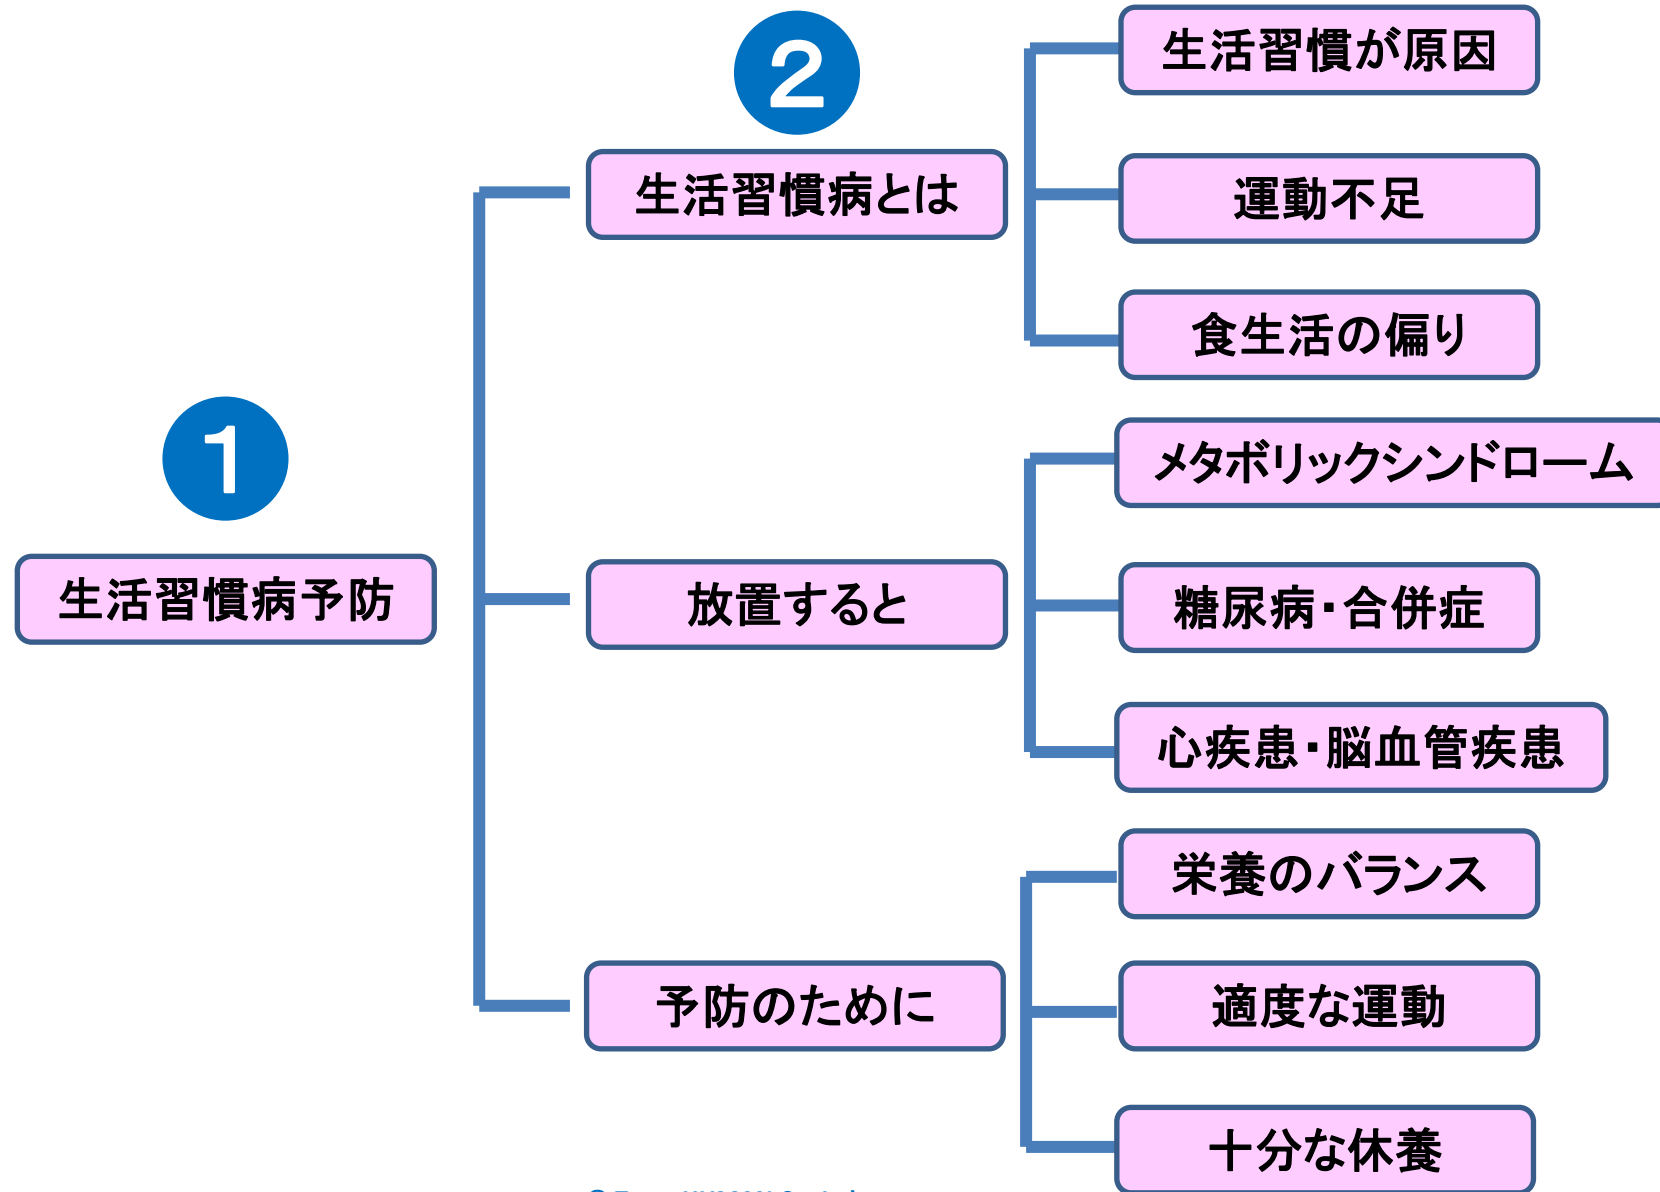 2
生活習慣が原因
生活習慣病とは
運動不足
食生活の偏り
1
メタボリックシンドローム
生活習慣病予防
放置すると
糖尿病・合併症
心疾患・脳血管疾患
栄養のバランス
予防のために
適度な運動
十分な休養